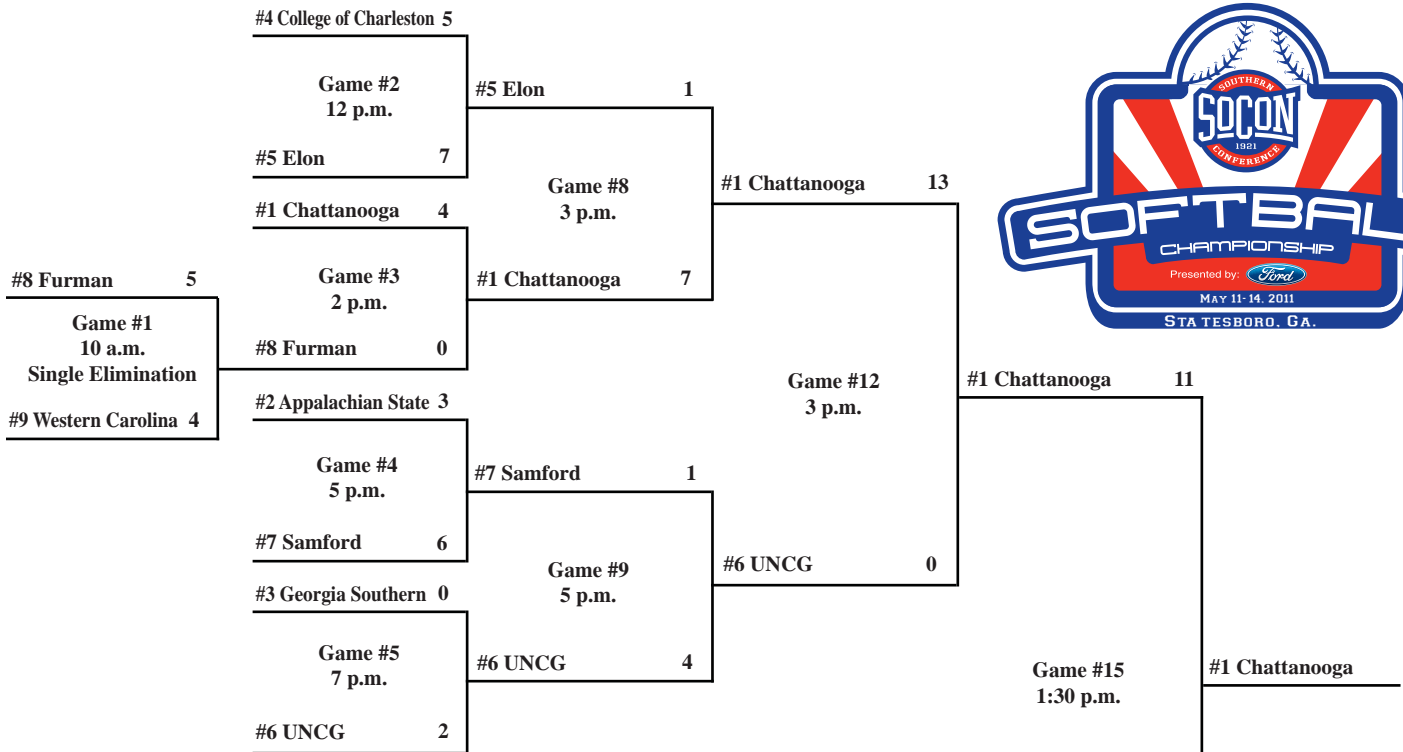 #4 College of Charleston 5
Game #2
12 p.m.
#5 Elon 7
#5 Elon 1
#1 Chattanooga 4
Game #3
2 p.m.
#8 Furman 0
#8 Furman 5
Game #1
10 a.m.
Single Elimination
#9 Western Carolina 4
Game #8
3 p.m.
#1 Chattanooga 7
#1 Chattanooga 13
#2 Appalachian State 3
Game #4
5 p.m.
#7 Samford 6
#7 Samford 1
#3 Georgia Southern 0
Game #5
7 p.m.
#6 UNCG 2
Game #9
5 p.m.
#6 UNCG 4
#6 UNCG 0
Game #12
3 p.m.
#1 Chattanooga 11
Game #15
1:30 p.m.
#1 Chattanooga
SOUTHERN
SOCON
1921
CONFERENCE
SOFTBAL
CHAMPIONSHIP
Presented by: Ford
MAY 11-14, 2011
STA TESBORO, GA.